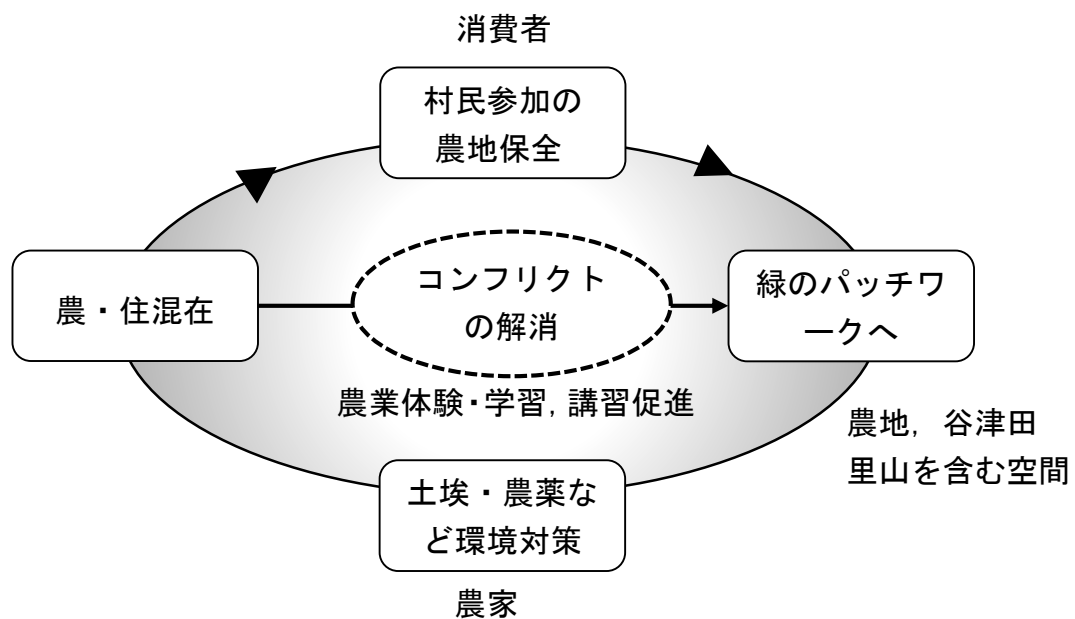 消費者
村民参加の
農地保全
農・住混在
コンフリクト
の解消
緑のパッチワ
ークへ
農業体験・学習,講習促進
農地，谷津田
里山を含む空間
土埃・農薬な
ど環境対策
農家